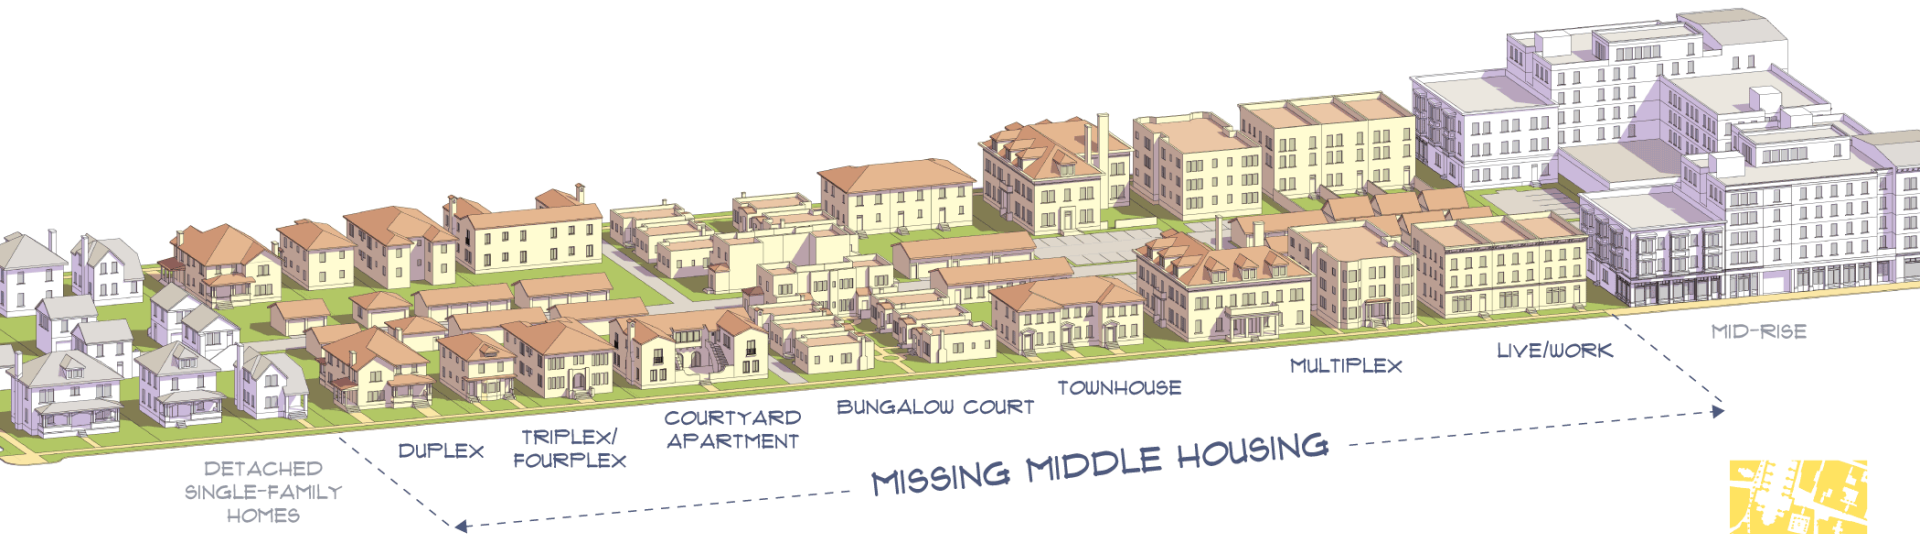 DETACHED
SINGLE-FAMILY
HOMES
DUPLEX
TRIPLEX/
FOURPLEX
COURTYARD
APARTMENT
BUNGALOW COURT
TOWNHOUSE
MULTIPLEX
LIVE/WORK
MID-RISE
MISSING MIDDLE HOUSING